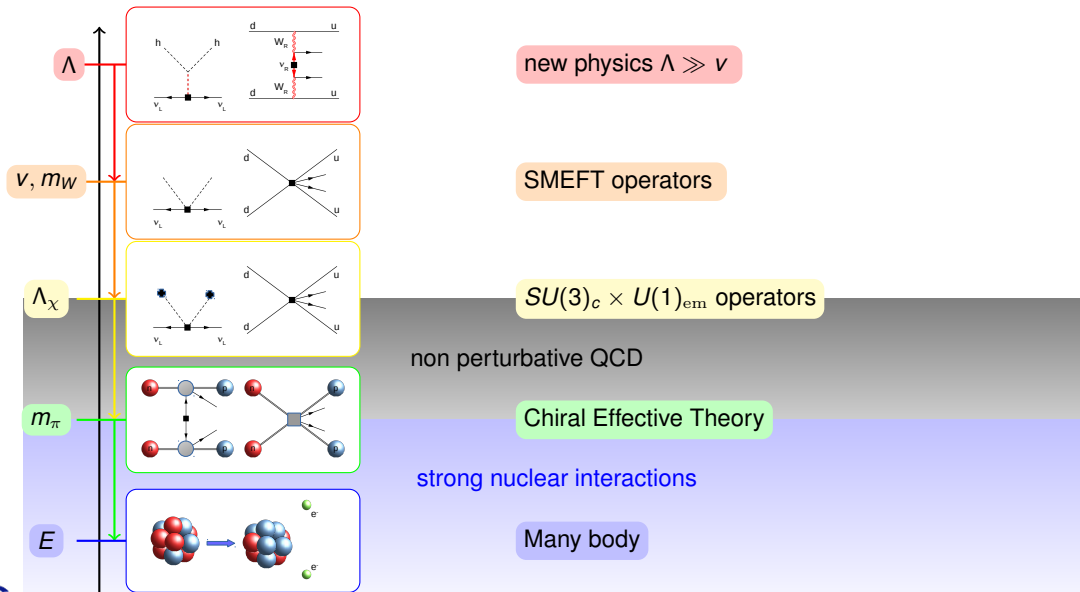 h h d u
W_R
ν_R
W_R
ν_L ν_L d u
Λ new physics Λ ≫ v
d u
ν_L ν_L d u
v, m_W SMEFT operators
d u
ν_L ν_L d u
Λ_χ SU(3)_c × U(1)_em operators
non perturbative QCD
n p n p
n p n p
m_π Chiral Effective Theory
strong nuclear interactions
e-
E Many body
e-